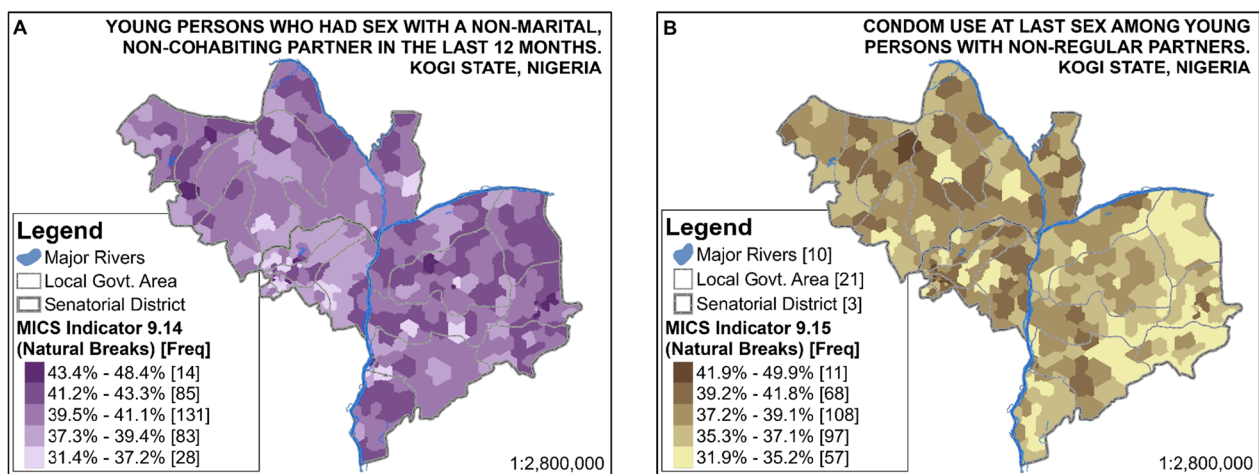 A
YOUNG PERSONS WHO HAD SEX WITH A NON-MARITAL,
NON-COHABITING PARTNER IN THE LAST 12 MONTHS.
KOGI STATE, NIGERIA
Legend
Major Rivers
Local Govt. Area
Senatorial District
MICS Indicator 9.14
(Natural Breaks) [Freq]
43.4% - 48.4% [14]
41.2% - 43.3% [85]
39.5% - 41.1% [131]
37.3% - 39.4% [83]
31.4% - 37.2% [28]
1:2,800,000
B
CONDOM USE AT LAST SEX AMONG YOUNG
PERSONS WITH NON-REGULAR PARTNERS.
KOGI STATE, NIGERIA
Legend
Major Rivers [10]
Local Govt. Area [21]
Senatorial District [3]
MICS Indicator 9.15
(Natural Breaks) [Freq]
41.9% - 49.9% [11]
39.2% - 41.8% [68]
37.2% - 39.1% [108]
35.3% - 37.1% [97]
31.9% - 35.2% [57]
1:2,800,000